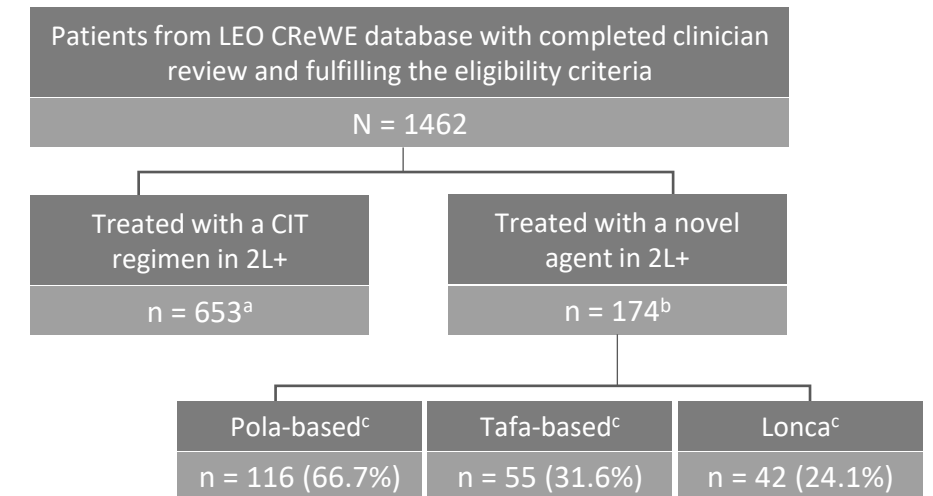 Patients from LEO CReWE database with completed clinician
review and fulfilling the eligibility criteria
N = 1462
Treated with a CIT
regimen in 2L+
n = 653ᵃ
Treated with a novel
agent in 2L+
n = 174ᵇ
Pola-basedᶜ
n = 116 (66.7%)
Tafa-basedᶜ
n = 55 (31.6%)
Loncaᶜ
n = 42 (24.1%)